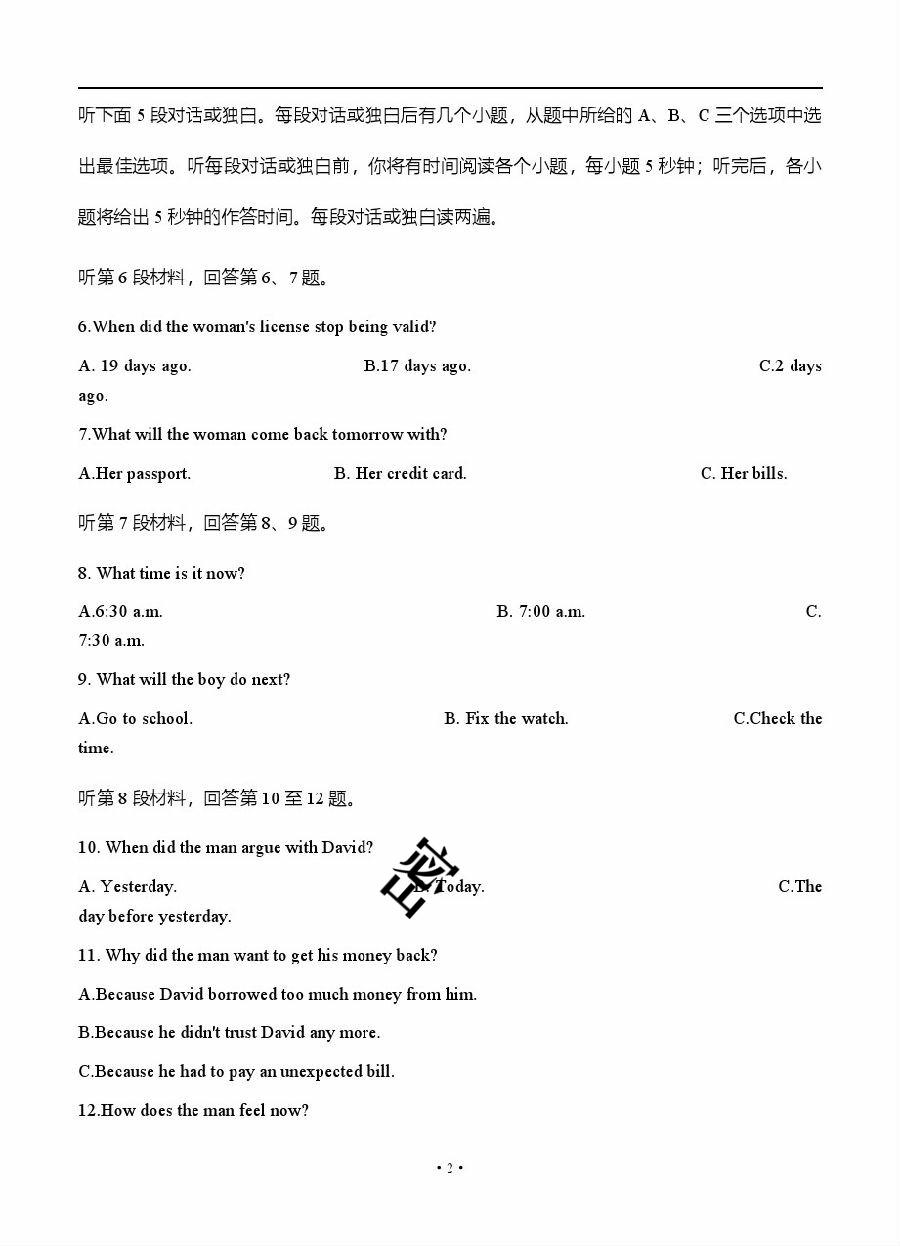 听下面 5 段对话或独白。每段对话或独白后有几个小题，从题中所给的 A、B、C 三个选项中选
出最佳选项。听每段对话或独白前，你将有时间阅读各个小题，每小题 5 秒钟；听完后，各小
题将给出 5 秒钟的作答时间。每段对话或独白读两遍。
听第 6 段材料，回答第 6、7 题。
6.When did the woman's license stop being valid?
A. 19 days ago. B.17 days ago. C.2 days
ago.
7.What will the woman come back tomorrow with?
A.Her passport. B. Her credit card. C. Her bills.
听第 7 段材料，回答第 8、9 题。
8. What time is it now?
A.6:30 a.m. B. 7:00 a.m. C.
7:30 a.m.
9. What will the boy do next?
A.Go to school. B. Fix the watch. C.Check the
time.
听第 8 段材料，回答第 10 至 12 题。
10. When did the man argue with David?
A. Yesterday. B. Today. C.The
密
day before yesterday.
11. Why did the man want to get his money back?
A.Because David borrowed too much money from him.
B.Because he didn't trust David any more.
C.Because he had to pay an unexpected bill.
12.How does the man feel now?
• 2 •